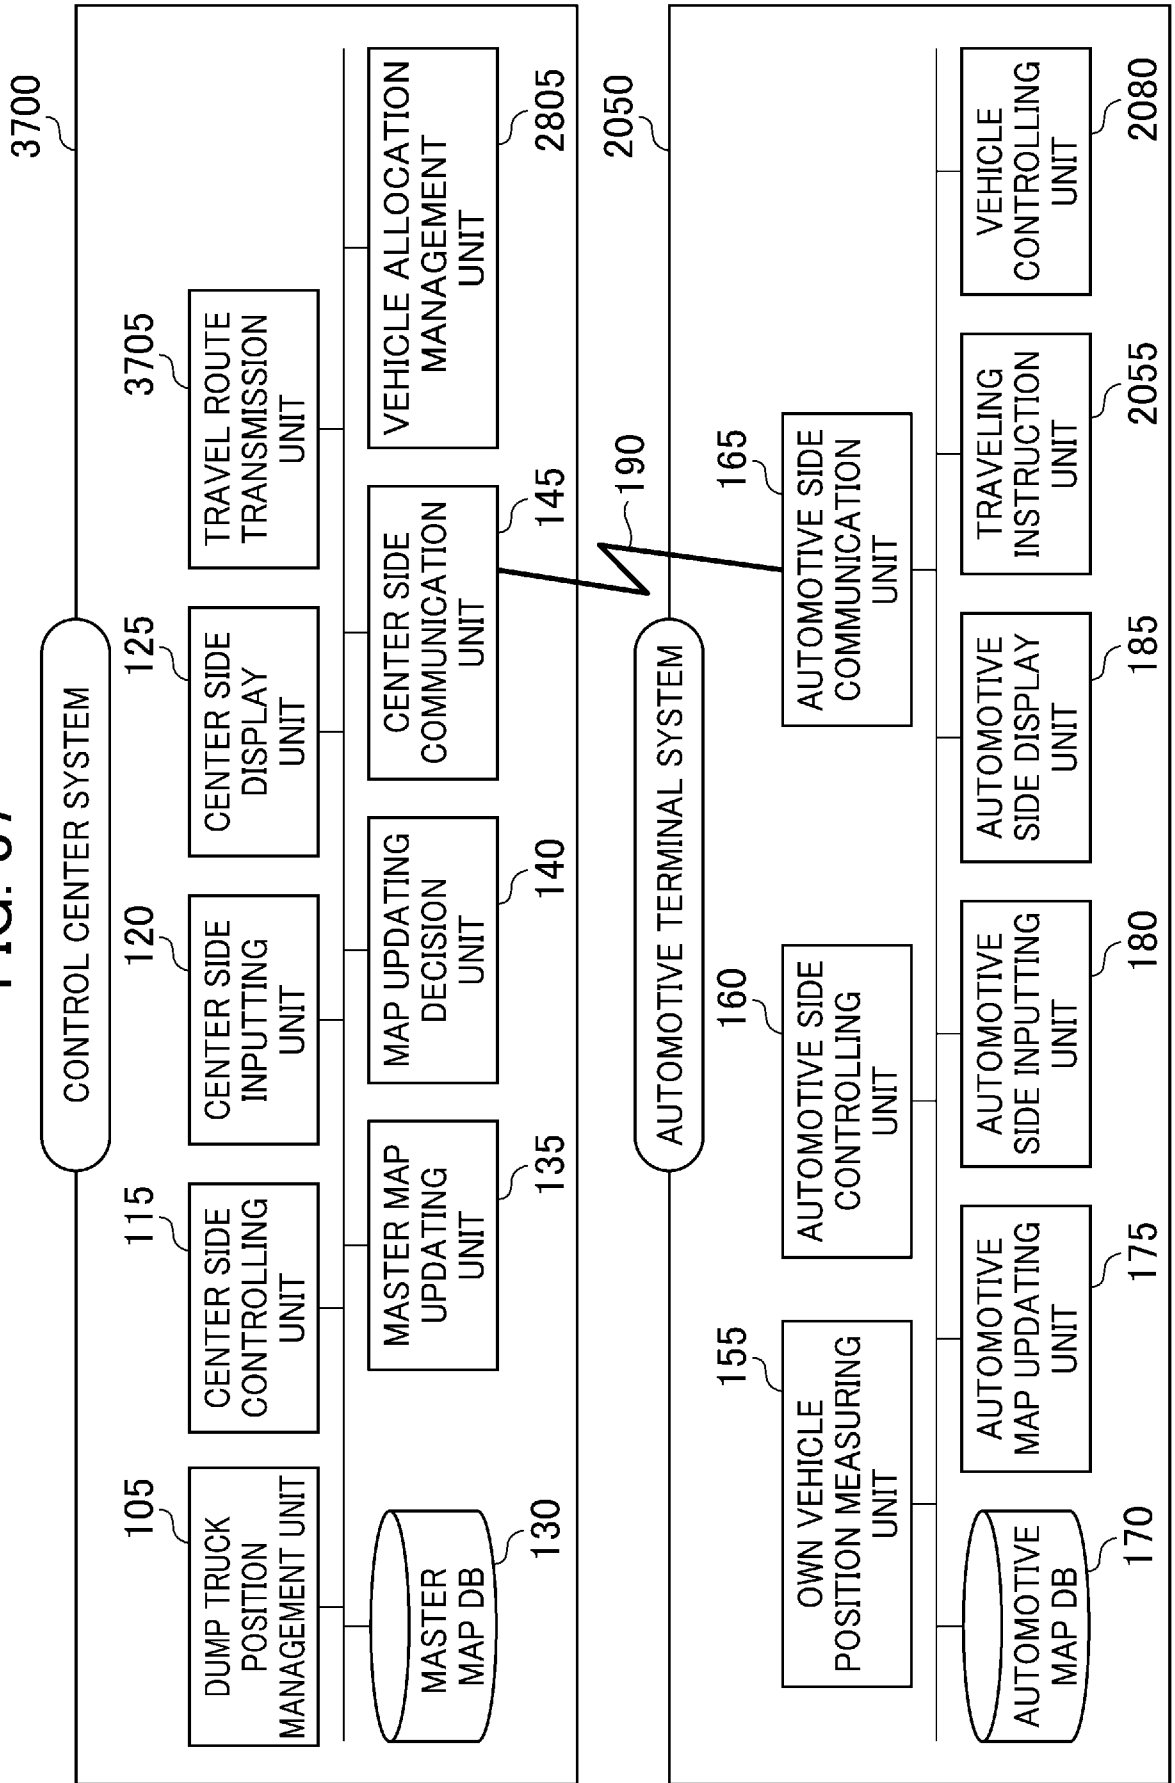 CONTROL CENTER SYSTEM
3700
105
DUMP TRUCK
POSITION
MANAGEMENT UNIT
115
CENTER SIDE
CONTROLLING
UNIT
120
CENTER SIDE
INPUTTING
UNIT
125
CENTER SIDE
DISPLAY
UNIT
3705
TRAVEL ROUTE
TRANSMISSION
UNIT
MASTER
MAP DB
130
MASTER MAP
UPDATING
UNIT
135
MAP UPDATING
DECISION
UNIT
140
CENTER SIDE
COMMUNICATION
UNIT
145
VEHICLE ALLOCATION
MANAGEMENT
UNIT
2805
190
AUTOMOTIVE TERMINAL SYSTEM
2050
155
OWN VEHICLE
POSITION MEASURING
UNIT
160
AUTOMOTIVE SIDE
CONTROLLING
UNIT
165
AUTOMOTIVE SIDE
COMMUNICATION
UNIT
AUTOMOTIVE
MAP DB
170
AUTOMOTIVE
MAP UPDATING
UNIT
175
AUTOMOTIVE
SIDE INPUTTING
UNIT
180
AUTOMOTIVE
SIDE DISPLAY
UNIT
185
TRAVELING
INSTRUCTION
UNIT
2055
VEHICLE
CONTROLLING
UNIT
2080